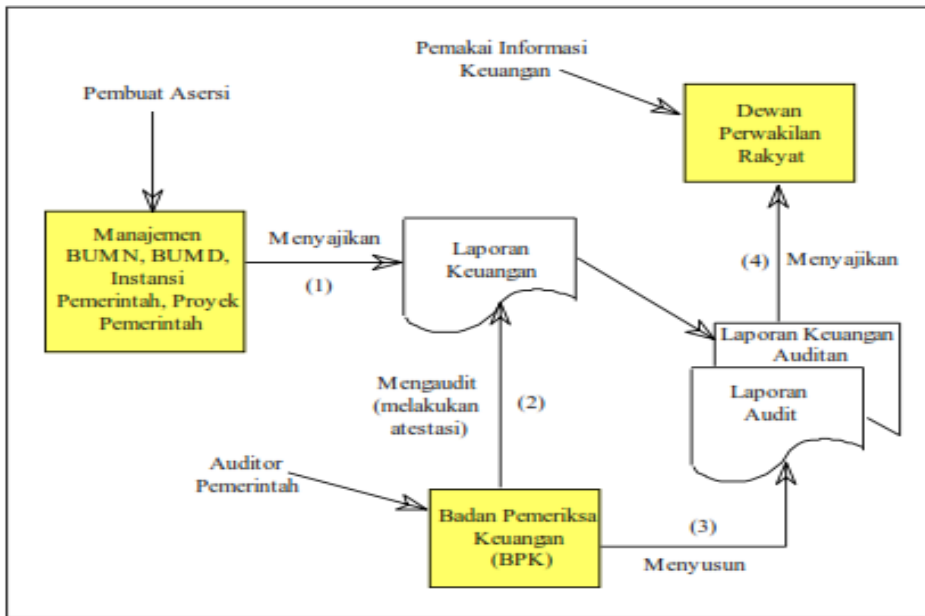 Pembuat Asersi
Pemakai Informasi
Keuangan
Dewan
Perwakilan
Rakyat
Manajemen
BUMN, BUMD,
Instansi
Pemerintah, Proyek
Pemerintah
Menyajikan
(1)
Laporan
Keuangan
(4)
Menyajikan
Laporan Keuangan
Auditan
Laporan
Audit
Mengaudit
(melakukan
atestasi)
(2)
Auditor
Pemerintah
Badan Pemeriksa
Keuangan
(BPK)
(3)
Menyusun